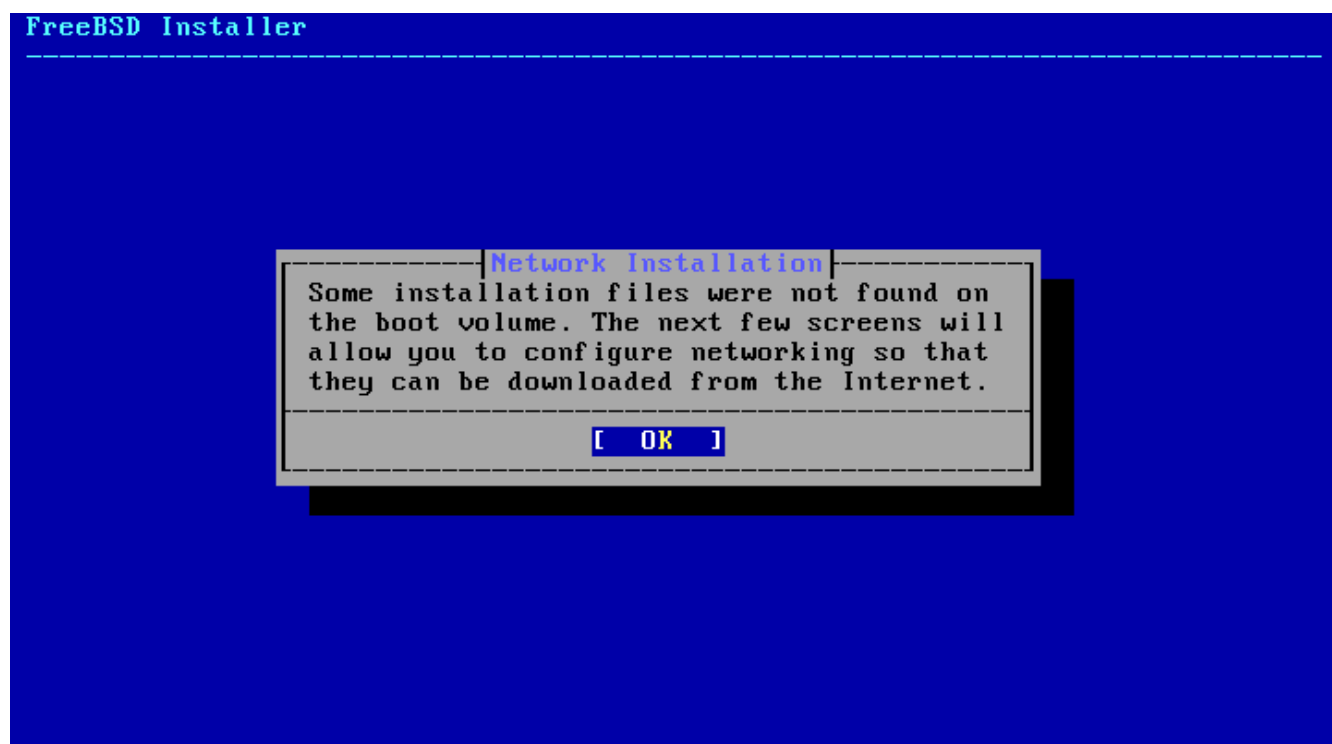 FreeBSD Installer
Network Installation
Some installation files were not found on
the boot volume. The next few screens will
allow you to configure networking so that
they can be downloaded from the Internet.
[ OK ]